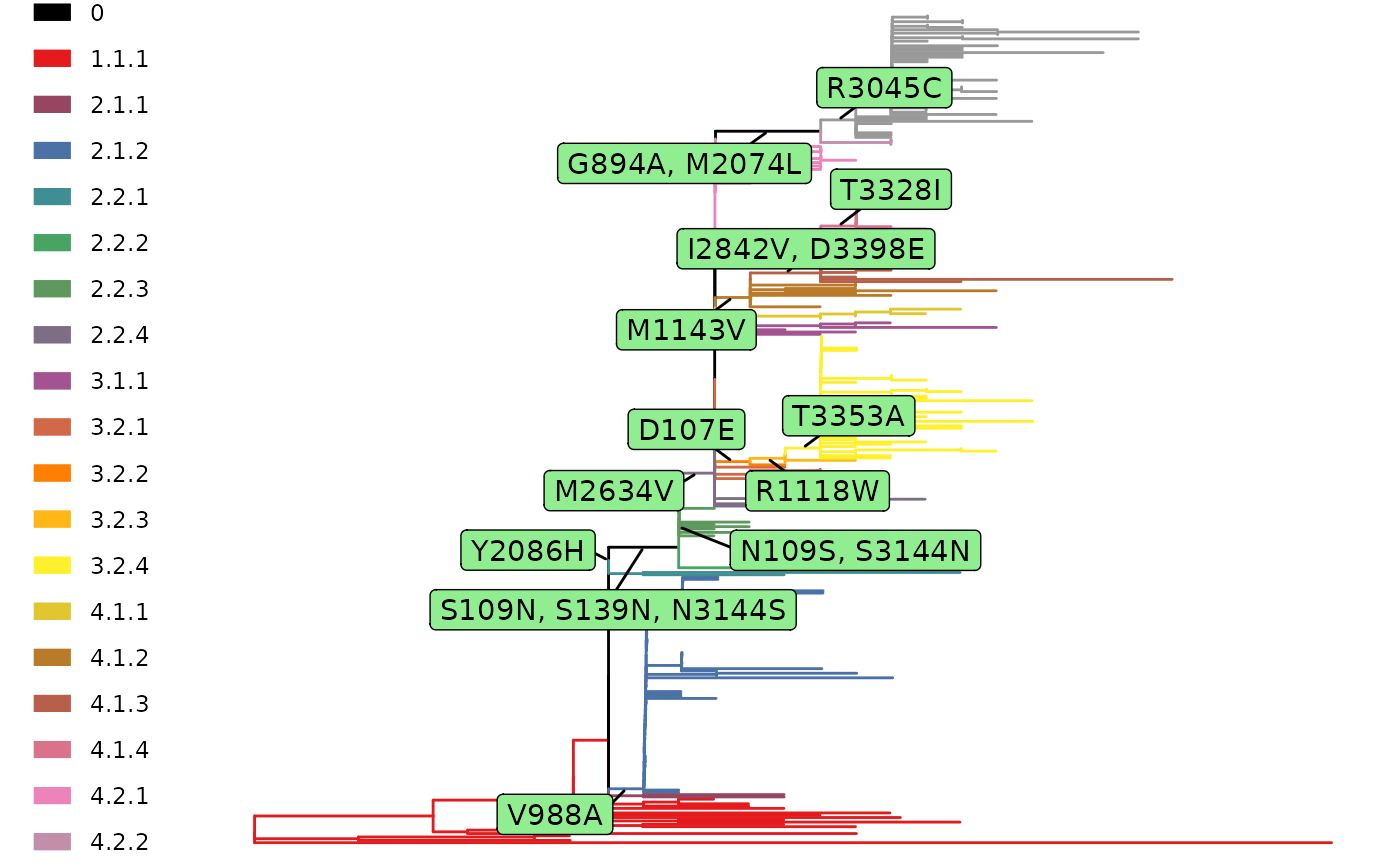 0
1.1.1
2.1.1
2.1.2
2.2.1
2.2.2
2.2.3
2.2.4
3.1.1
3.2.1
3.2.2
3.2.3
3.2.4
4.1.1
4.1.2
4.1.3
4.1.4
4.2.1
4.2.2
R3045C
G894A, M2074L
T3328I
I2842V, D3398E
M1143V
T3353A
D107E
M2634V
R1118W
Y2086H
N109S, S3144N
S109N, S139N, N3144S
V988A